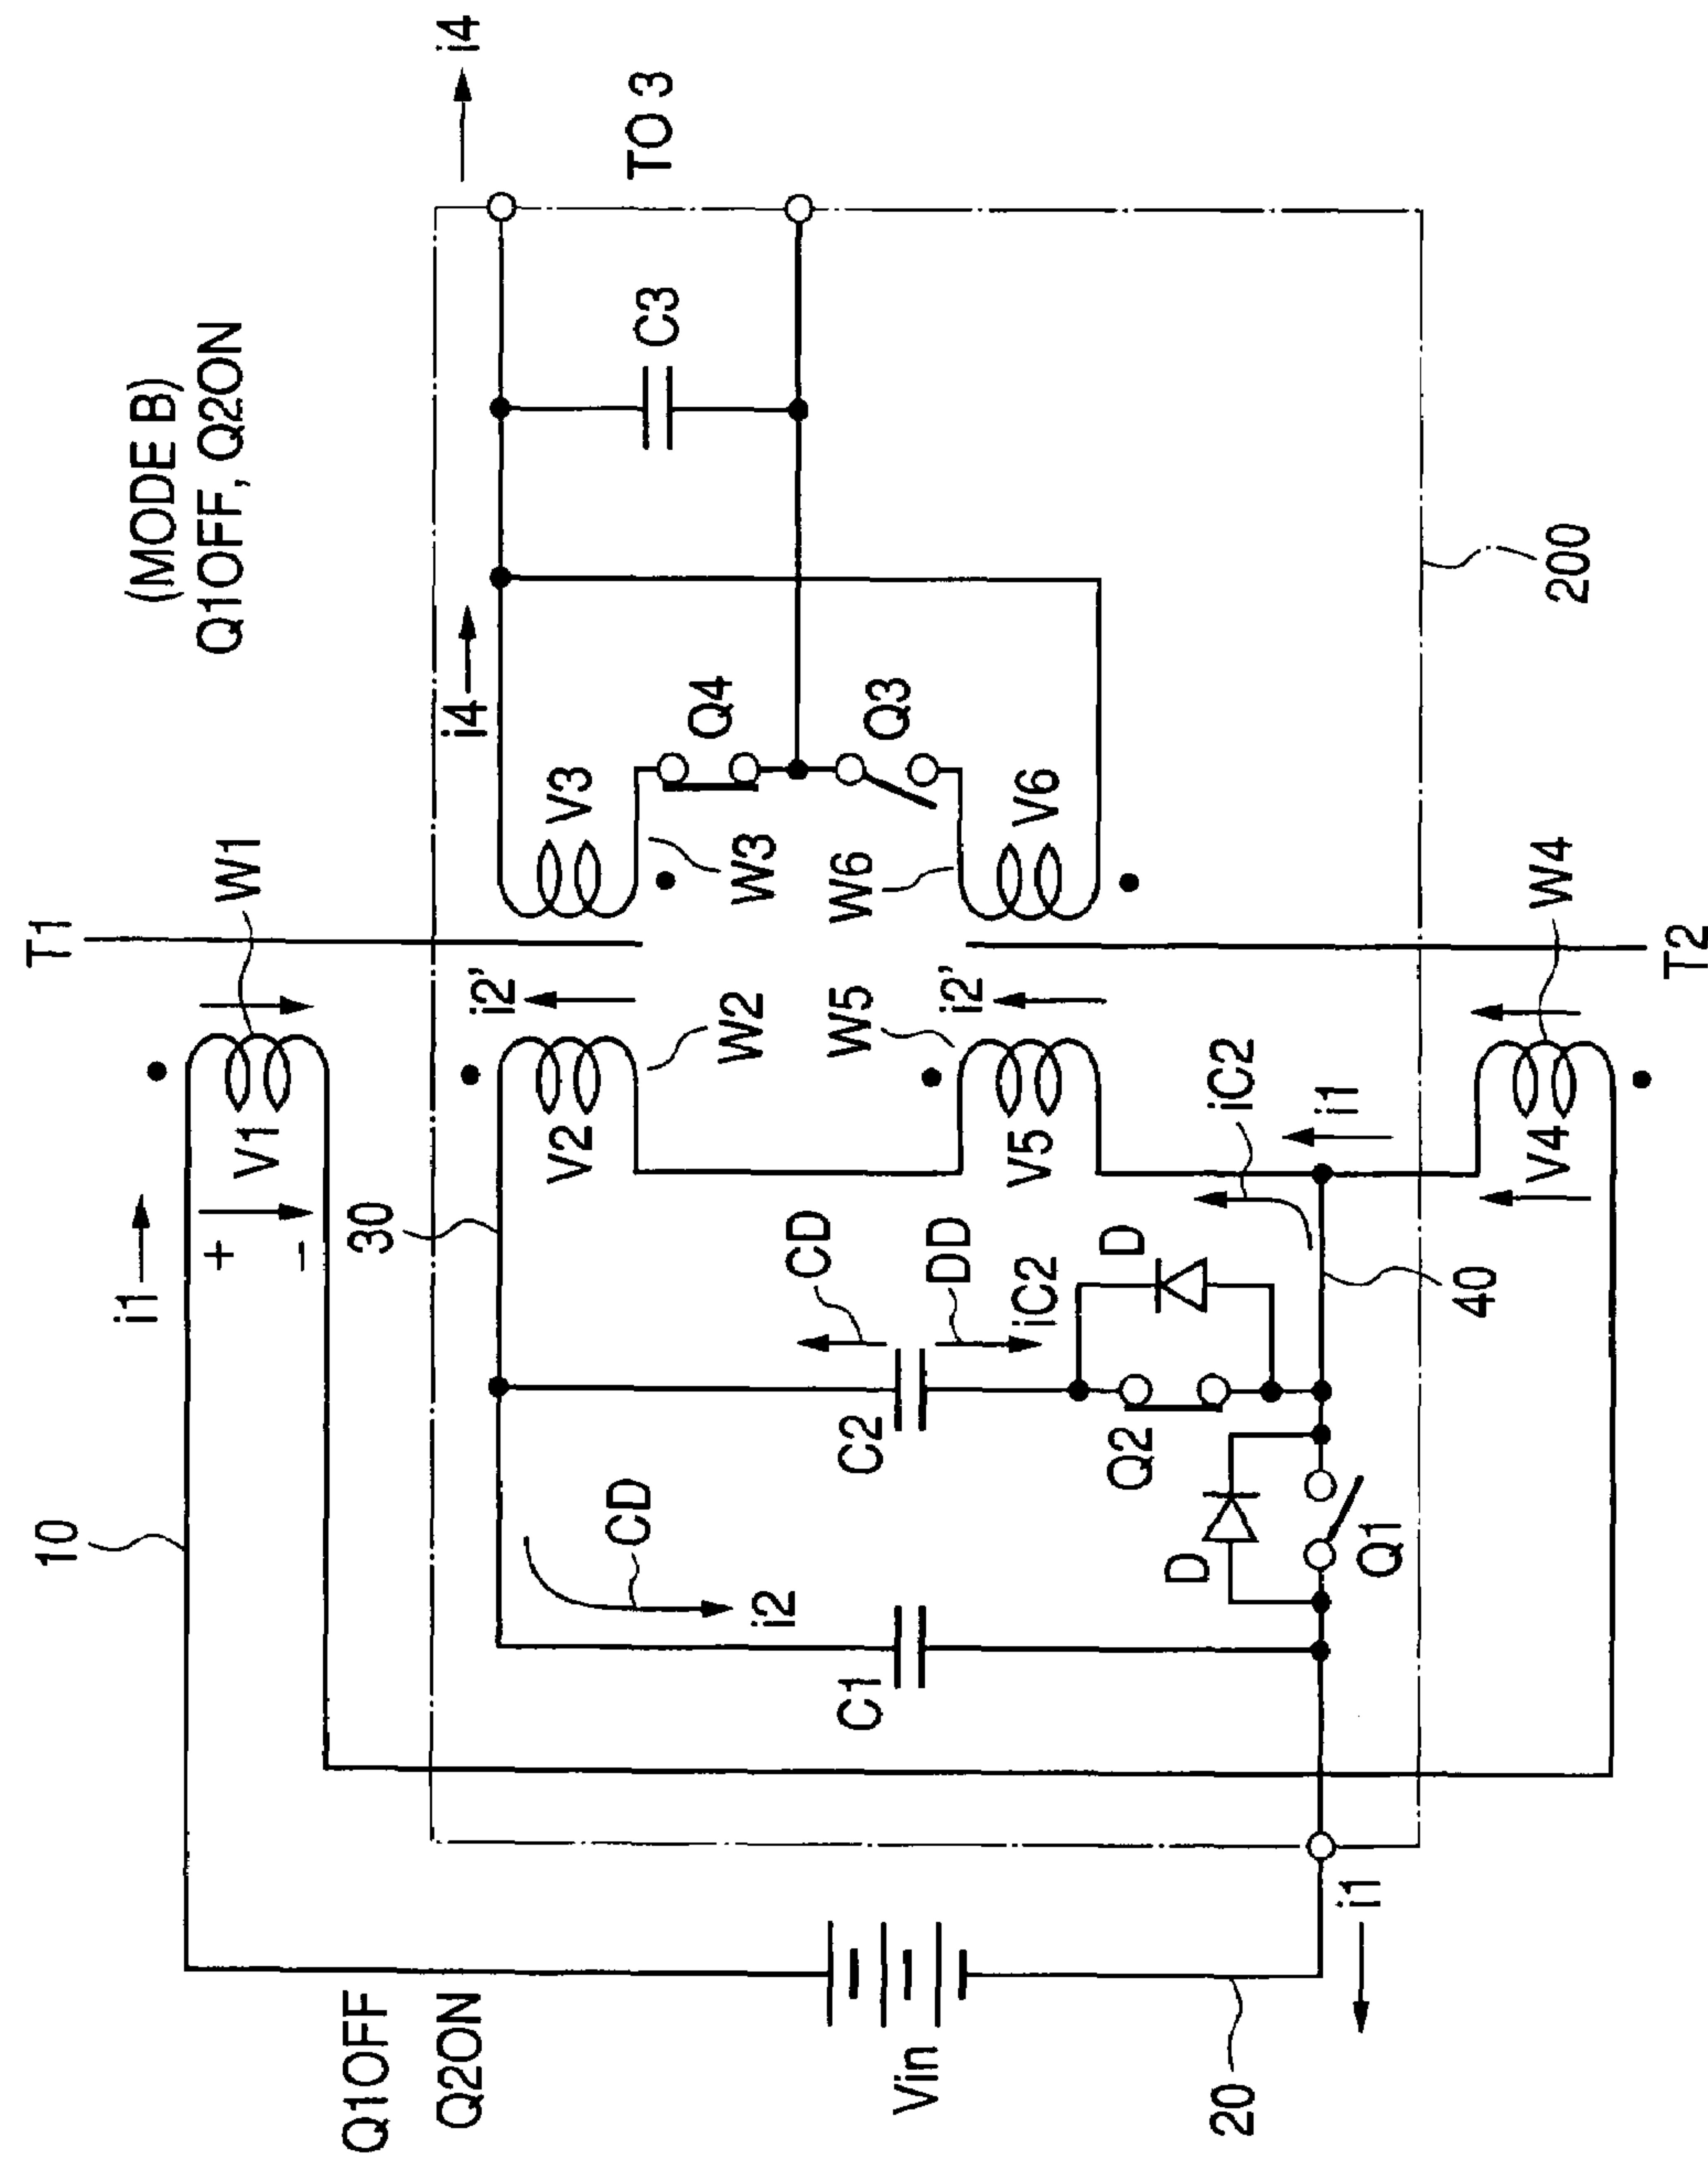 (MODE B)
Q1OFF, Q2ON
Q1OFF
Q2ON
10
i1
T1
W1
V1
+
−
i4
30
i2'
V2
W2
V3
W3
i4
Q4
C3
TO 3
CD
i2
C1
C2
CD
DD
iC2
D
Q2
D
Q1
W5
i2'
V5
iC2
i1
40
W6
V6
Q3
Vin
20
i1
V4
W4
T2
200